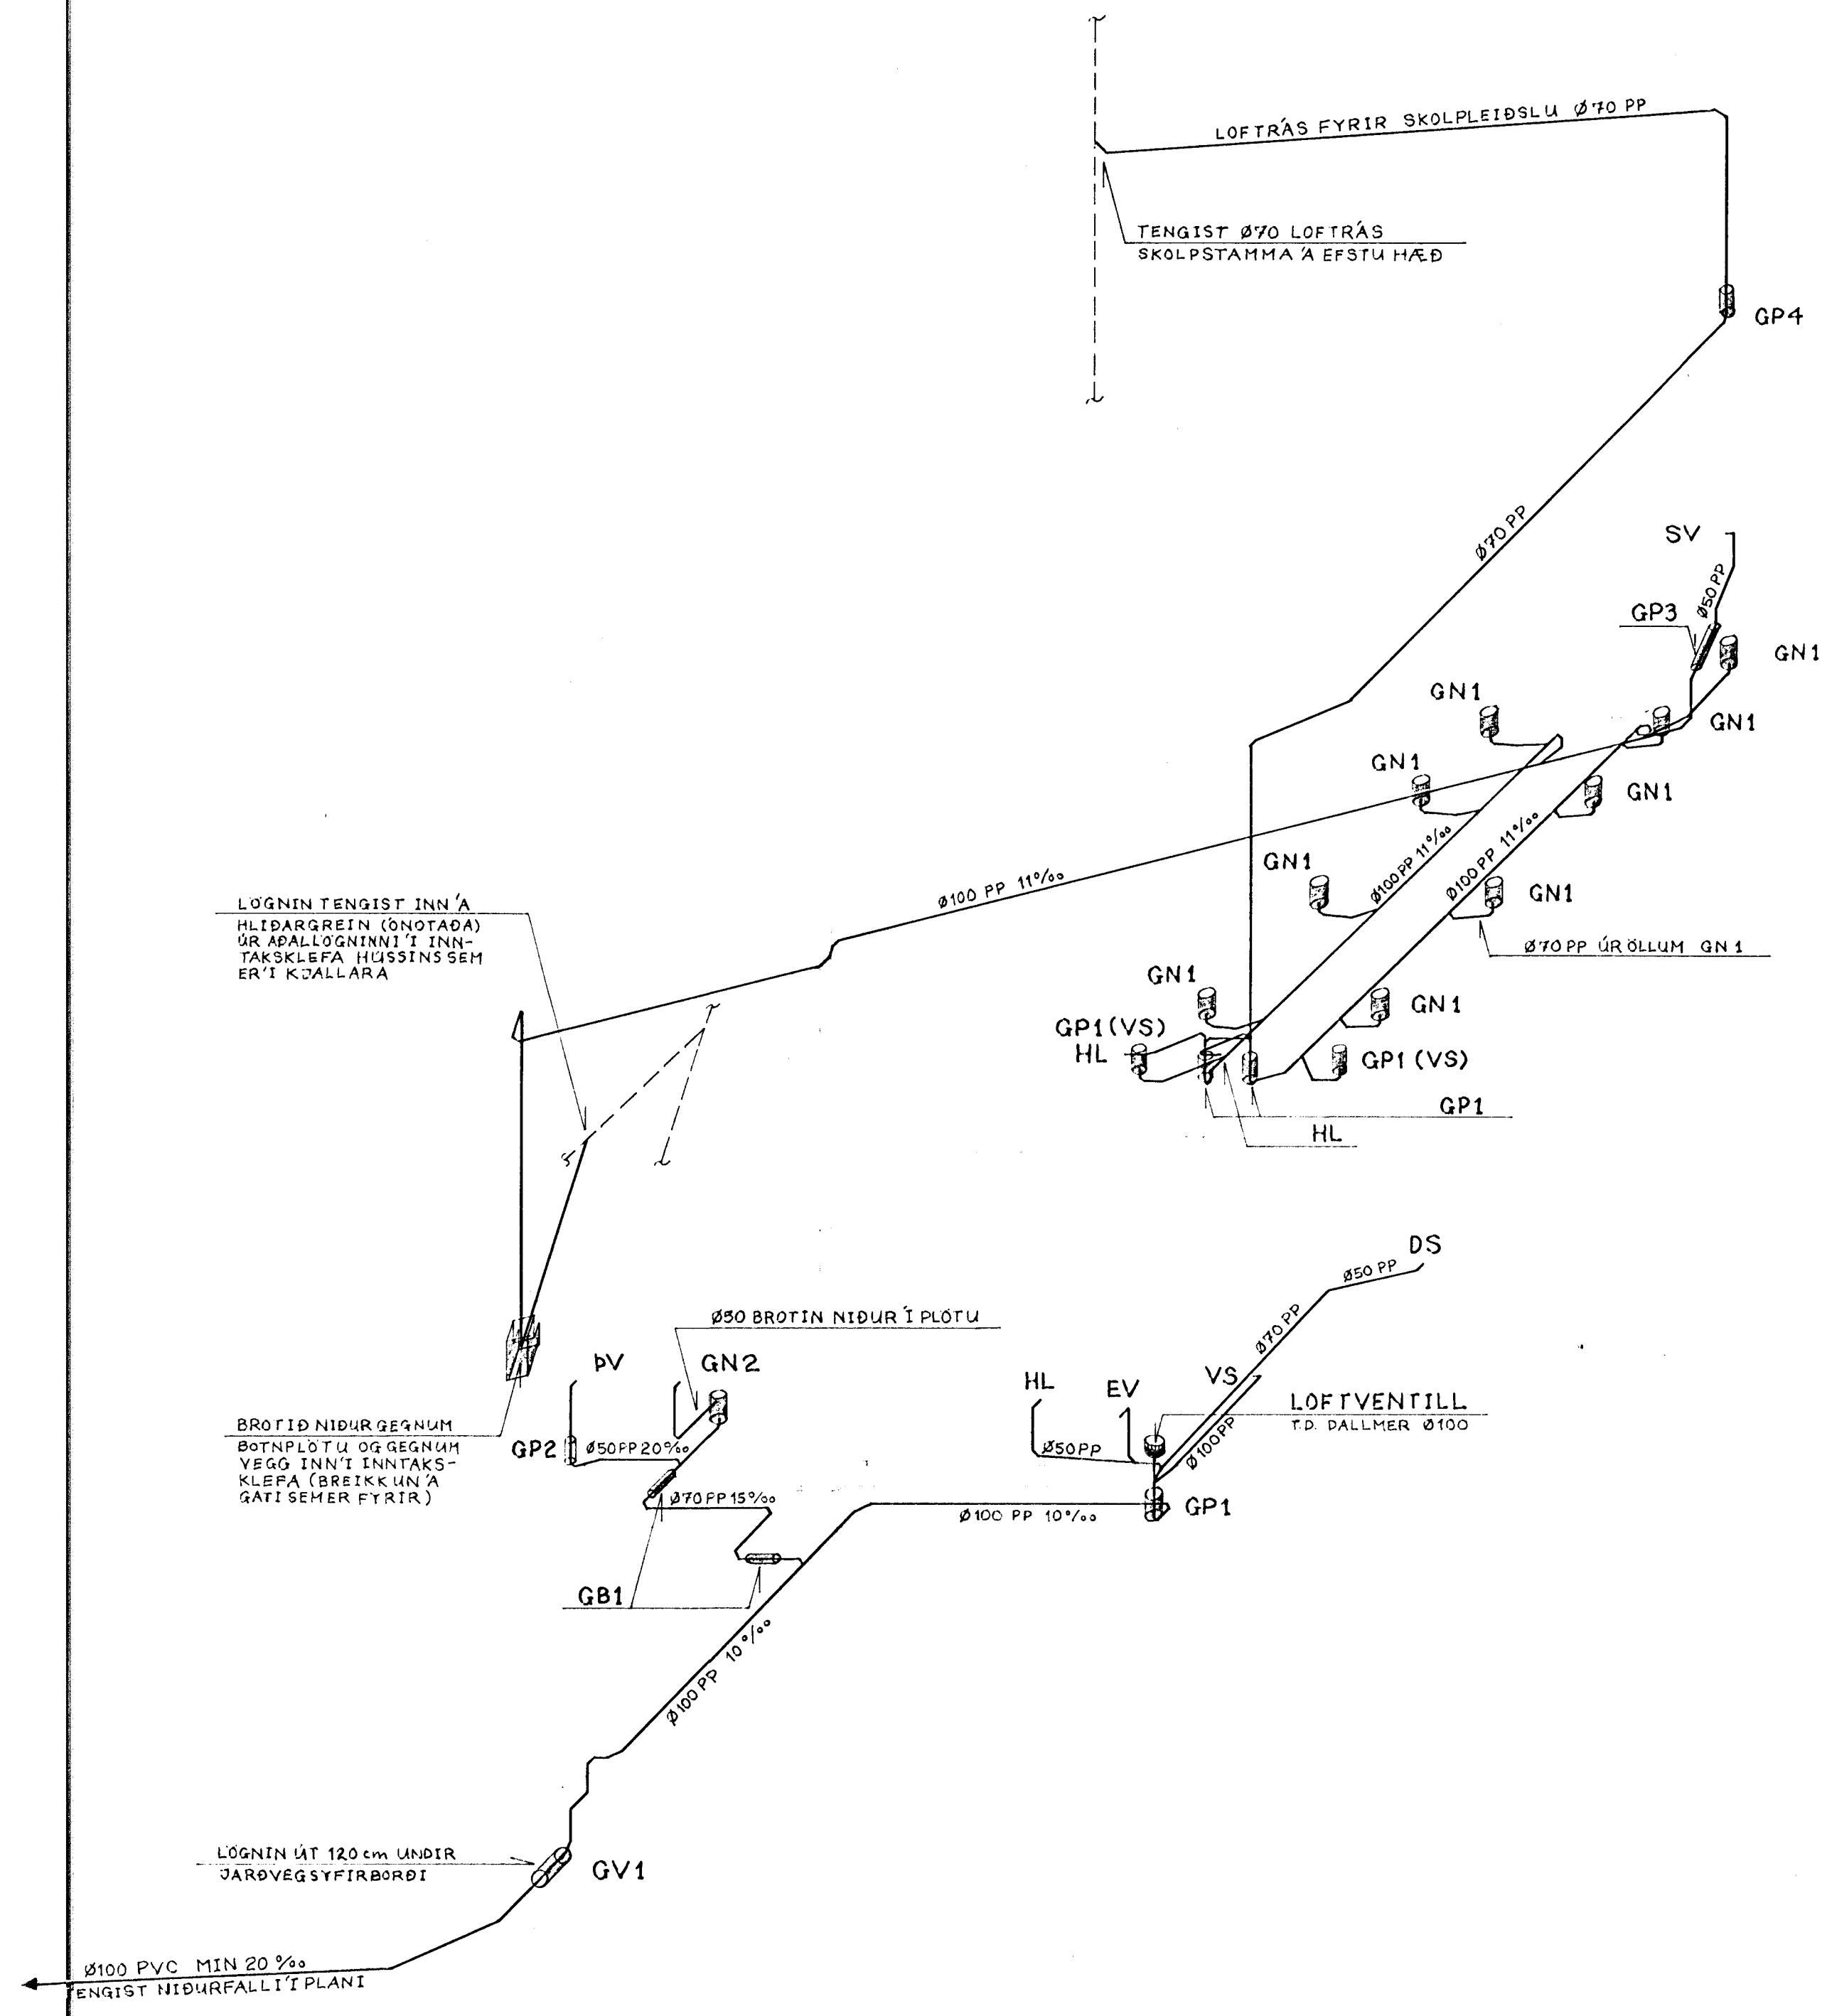 LOFTRÁS FYRIR SKOLPLEIÐSLU Ø70 PP
TENGIST Ø70 LOFTRÁS
SKOLPSTAMMA Á EFSTU HÆÐ
GP4
Ø70 PP
SV
Ø50 PP
GP3
GN1
GN1
GN1
GN1
GN1
GN1
GN1
Ø100 PP 11‰
Ø100 PP 11‰
Ø100 PP 11‰
Ø70 PP ÚR ÖLLUM GN1
GN1
GN1
GP1 (VS)
HL
GP1 (VS)
GP1
HL
LÖGNIN TENGIST INN Á
HLIÐARGREIN (ÓNOTAÐA)
ÚR AÐALLÖGNINNI Í INN-
TAKSKLEFA HÚSSINS SEM
ER Í KJALLARA
DS
Ø50 PP
Ø70 PP
Ø50 BROTIN NIÐUR Í PLÖTU
ÞV
GN2
HL
EV
VS
LOFTVENTILL
T.D. DALLMER Ø100
BROTIÐ NIÐUR GEGNUM
BOTNPLÖTU OG GEGNUM
VEGG INN Í INNTAKS-
KLEFA (BREIKKUN Á
GATI SEM ER FYRIR)
GP2
Ø50 PP 20‰
Ø50 PP
Ø100 PP
Ø70 PP 15‰
Ø100 PP 10‰
GP1
GB1
Ø100 PP 10‰
LÖGNIN ÚT 120 cm UNDIR
JARÐVEGSYFIRBORÐI
GV1
Ø100 PVC MIN 20‰
TENGIST NIÐURFALLI Í PLANI